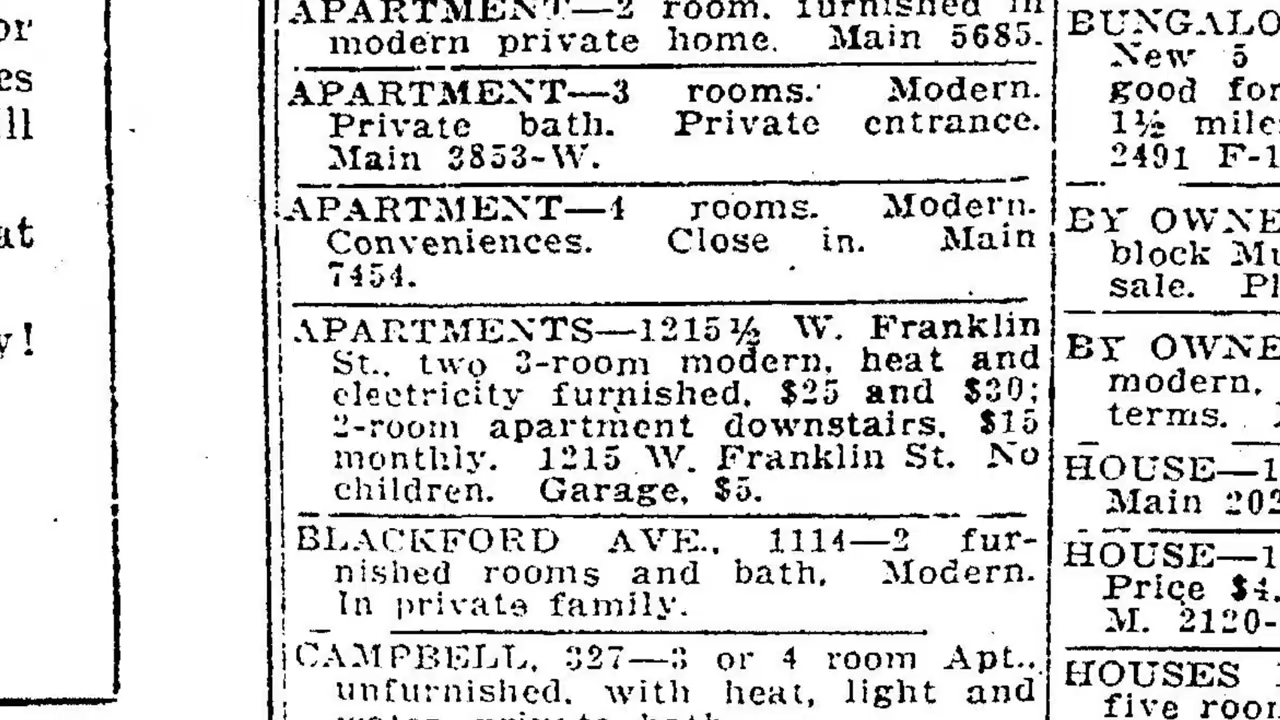 or
es
ill
at
y!
APARTMENT—2 room, furnished in
modern private home. Main 5685.
APARTMENT—3 rooms. Modern.
Private bath. Private entrance.
Main 3853-W.
APARTMENT—4 rooms. Modern.
Conveniences. Close in. Main
7454.
APARTMENTS—1215½ W. Franklin
St., two 3-room modern, heat and
electricity furnished, $25 and $30;
2-room apartment downstairs, $15
monthly. 1215 W. Franklin St. No
children. Garage, $5.
BLACKFORD AVE., 1114—2 fur-
nished rooms and bath. Modern.
In private family.
CAMPBELL, 327—3 or 4 room Apt.,
unfurnished, with heat, light and
water, private bath
BUNGALO
New 5
good for
1½ mile
2491 F-1
BY OWNE
block Mu
sale. Pl
BY OWNE
modern,
terms.
HOUSE—1
Main 202
HOUSE—1
Price $4,
M. 2120-
HOUSES
five roo